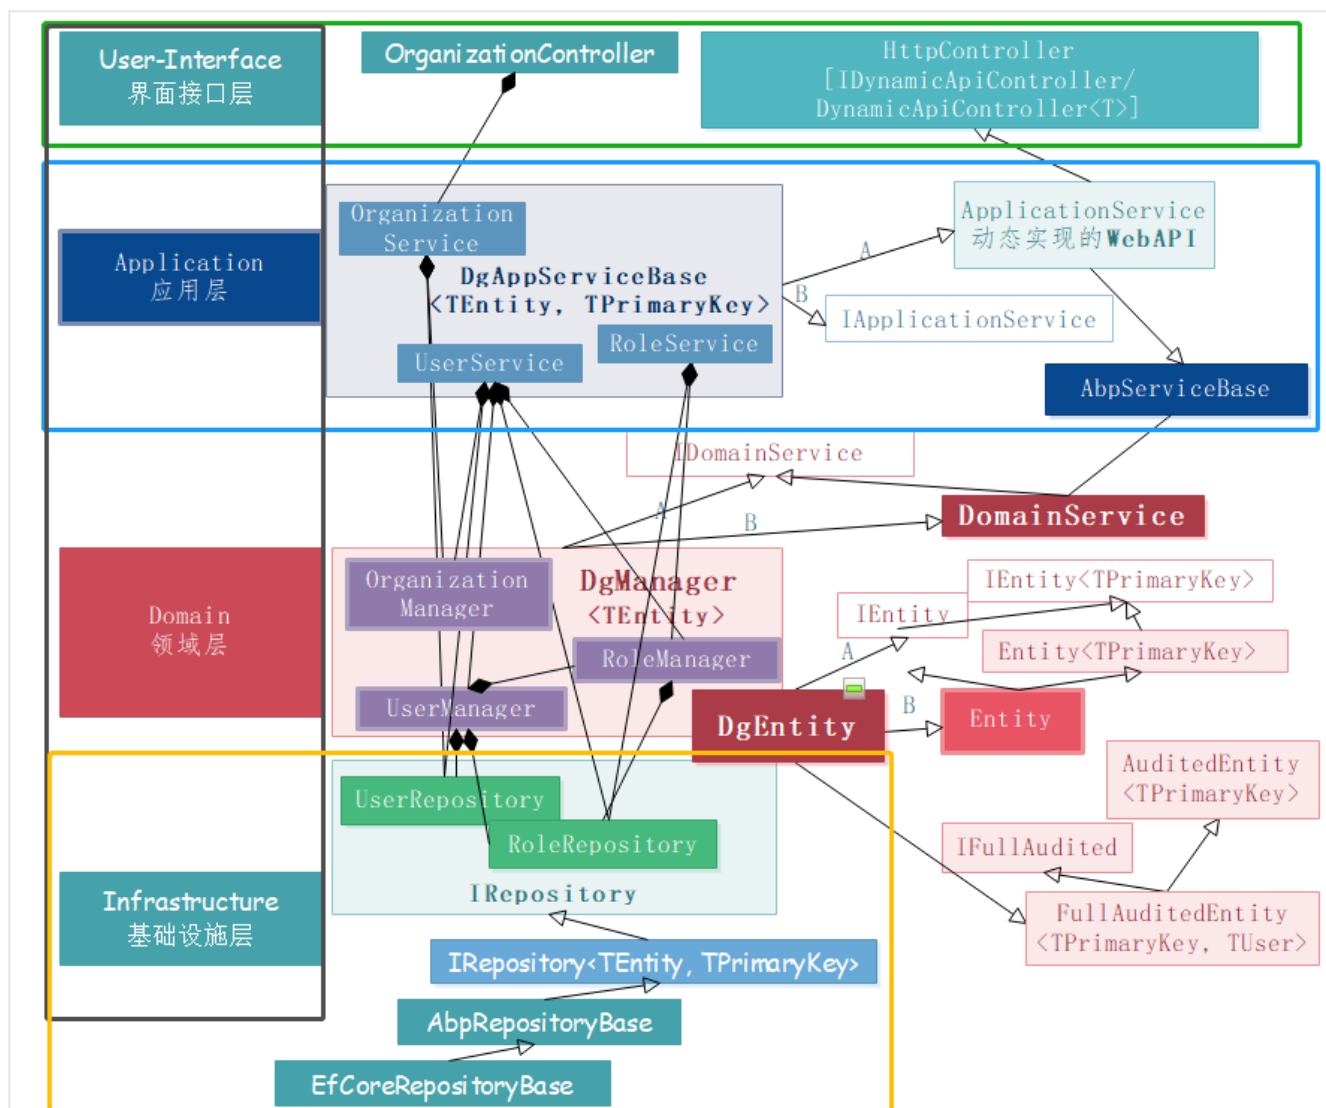 User-Interface
界面接口层
OrganizationController
HttpController
[IDynamicApiController/
DynamicApiController<T>]
Application
应用层
Organization
Service
DgAppServiceBase
<TEntity, TPrimaryKey>
RoleService
UserService
A
B
ApplicationService
动态实现的WebAPI
IApplicationService
AbpServiceBase
IDomainService
A
B
DomainService
Domain
领域层
Organization
Manager
DgManager
<TEntity>
RoleManager
UserManager
IEntity<TPrimaryKey>
IEntity
A
Entity<TPrimaryKey>
DgEntity
B
Entity
AuditedEntity
<TPrimaryKey>
IFullAudited
FullAuditedEntity
<TPrimaryKey, TUser>
Infrastructure
基础设施层
UserRepository
RoleRepository
IRepository
IRepository<TEntity, TPrimaryKey>
AbpRepositoryBase
EfCoreRepositoryBase